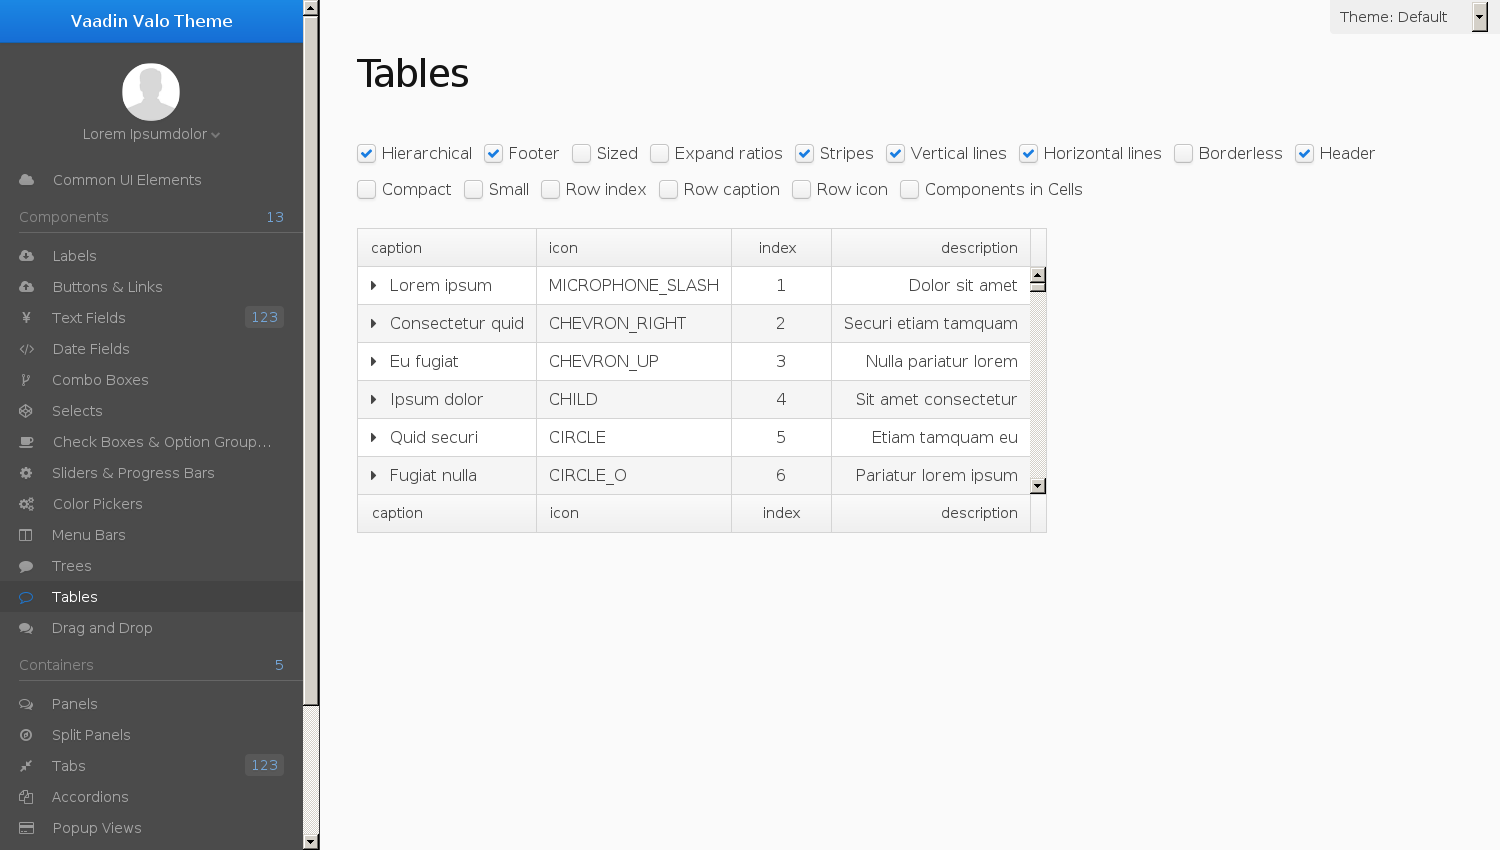 Vaadin Valo Theme
Lorem Ipsumdolor
Common UI Elements
Components 13
Labels
Buttons & Links
Text Fields 123
Date Fields
Combo Boxes
Selects
Check Boxes & Option Group…
Sliders & Progress Bars
Color Pickers
Menu Bars
Trees
Tables
Drag and Drop
Containers 5
Panels
Split Panels
Tabs 123
Accordions
Popup Views
Theme: Default
Tables
Hierarchical Footer Sized Expand ratios Stripes Vertical lines Horizontal lines Borderless Header
Compact Small Row index Row caption Row icon Components in Cells
caption icon index description
Lorem ipsum MICROPHONE_SLASH 1 Dolor sit amet
Consectetur quid CHEVRON_RIGHT 2 Securi etiam tamquam
Eu fugiat CHEVRON_UP 3 Nulla pariatur lorem
Ipsum dolor CHILD 4 Sit amet consectetur
Quid securi CIRCLE 5 Etiam tamquam eu
Fugiat nulla CIRCLE_O 6 Pariatur lorem ipsum
caption icon index description